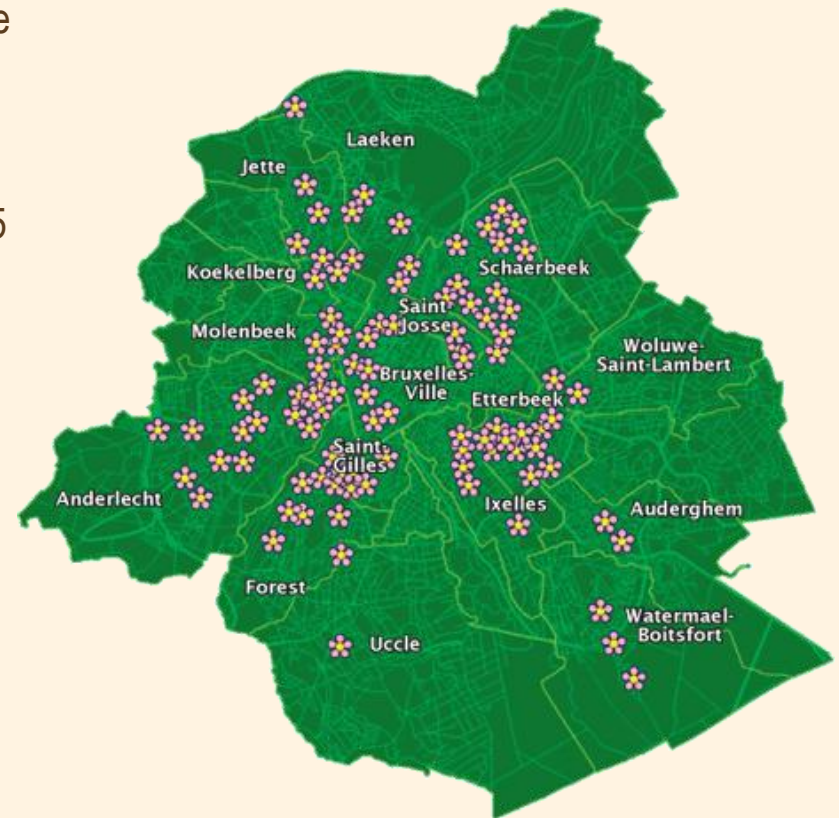 e
5
Laeken
Jette
Koekelberg
Schaerbeek
Saint
Josse
Molenbeek
Woluwe-
Saint-Lambert
Bruxelles-
Ville
Etterbeek
Saint-
Gilles
Anderlecht
Ixelles
Auderghem
Forest
Watermael-
Boitsfort
Uccle